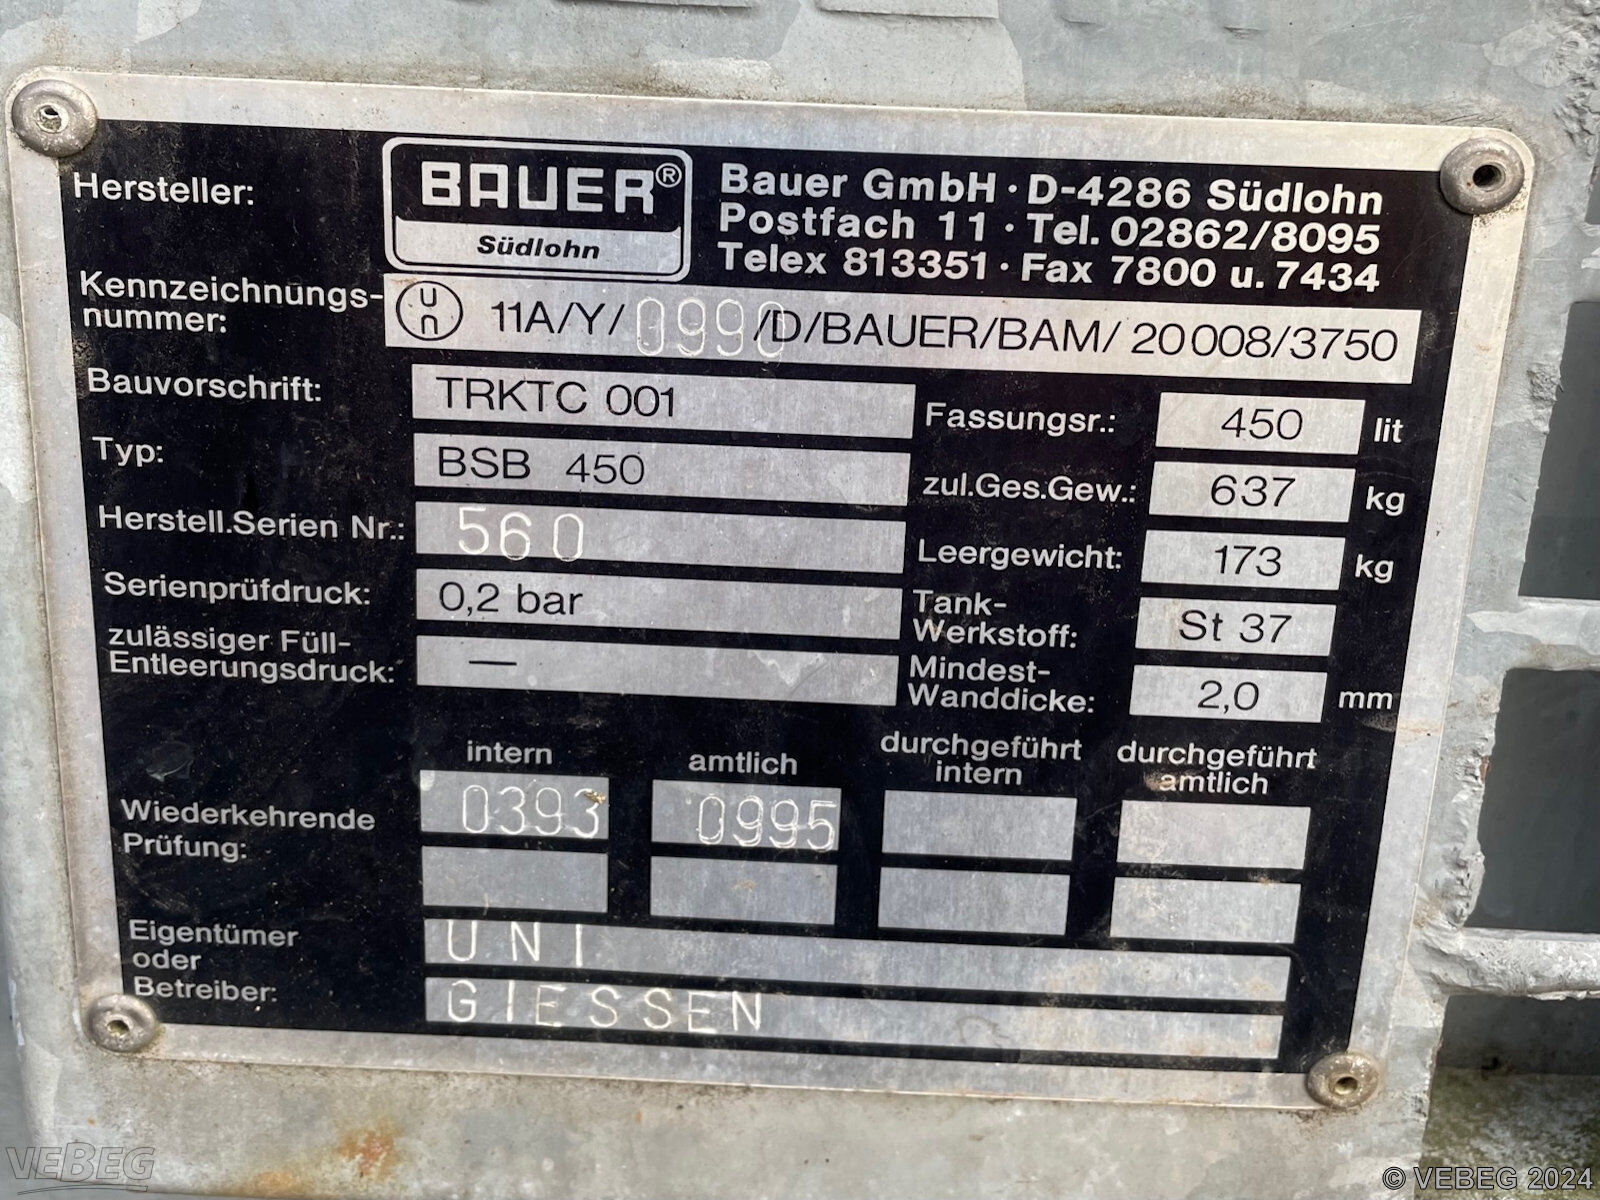 Hersteller:
BAUER®
Südlohn
Bauer GmbH · D-4286 Südlohn
Postfach 11 · Tel. 02862/8095
Telex 813351 · Fax 7800 u. 7434
Kennzeichnungs-
nummer:
un 11A/Y/0990/D/BAUER/BAM/ 20008/3750
Bauvorschrift: TRKTC 001
Fassungsr.: 450 lit
Typ: BSB 450
zul.Ges.Gew.: 637 kg
Herstell.Serien Nr.: 560
Leergewicht: 173 kg
Serienprüfdruck: 0,2 bar
Tank-
Werkstoff: St 37
zulässiger Füll-
Entleerungsdruck: —
Mindest-
Wanddicke: 2,0 mm
intern
amtlich
durchgeführt
intern
durchgeführt
amtlich
Wiederkehrende
Prüfung:
0393 0995
Eigentümer
oder
Betreiber:
UNI
GIESSEN
VEBEG
© VEBEG 2024